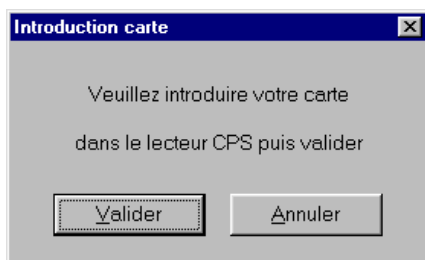 Introduction carte
Veuillez introduire votre carte
dans le lecteur CPS puis valider
Valider Annuler